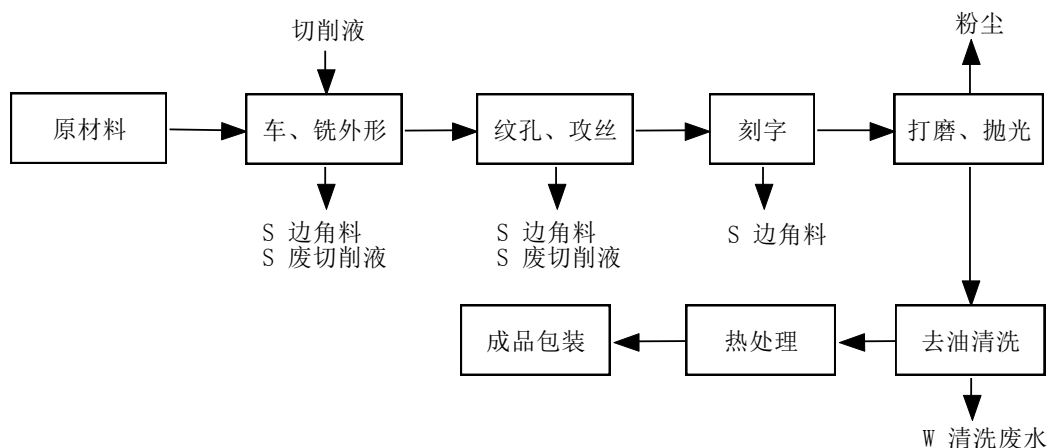 切削液
粉尘
原材料
车、铣外形
纹孔、攻丝
刻字
打磨、抛光
S 边角料
S 废切削液
S 边角料
S 废切削液
S 边角料
成品包装
热处理
去油清洗
W 清洗废水